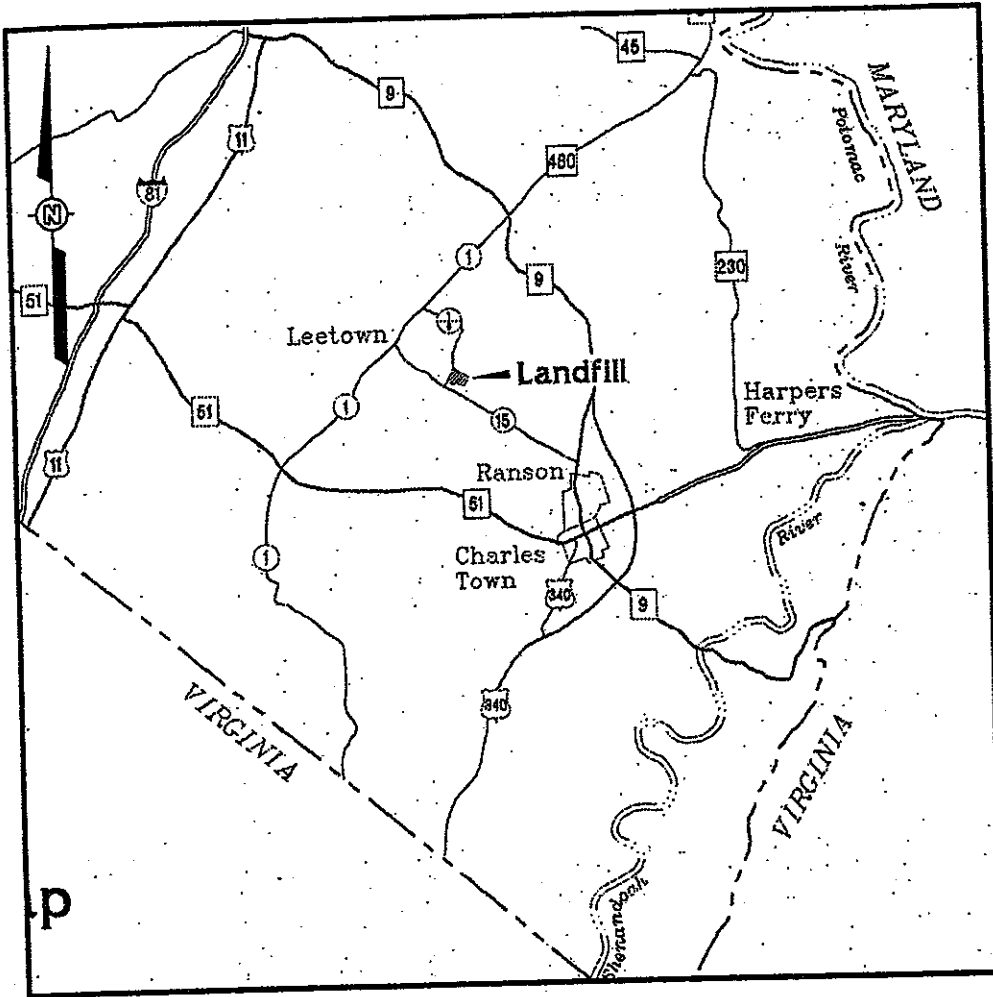 45
9
MARYLAND
Potomac
River
11
480
81
N
1
9
230
51
Leetown
Landfill
1
Harpers
Ferry
51
15
11
Ranson
51
River
Charles
Town
1
340
9
VIRGINIA
340
VIRGINIA
Shenandoah